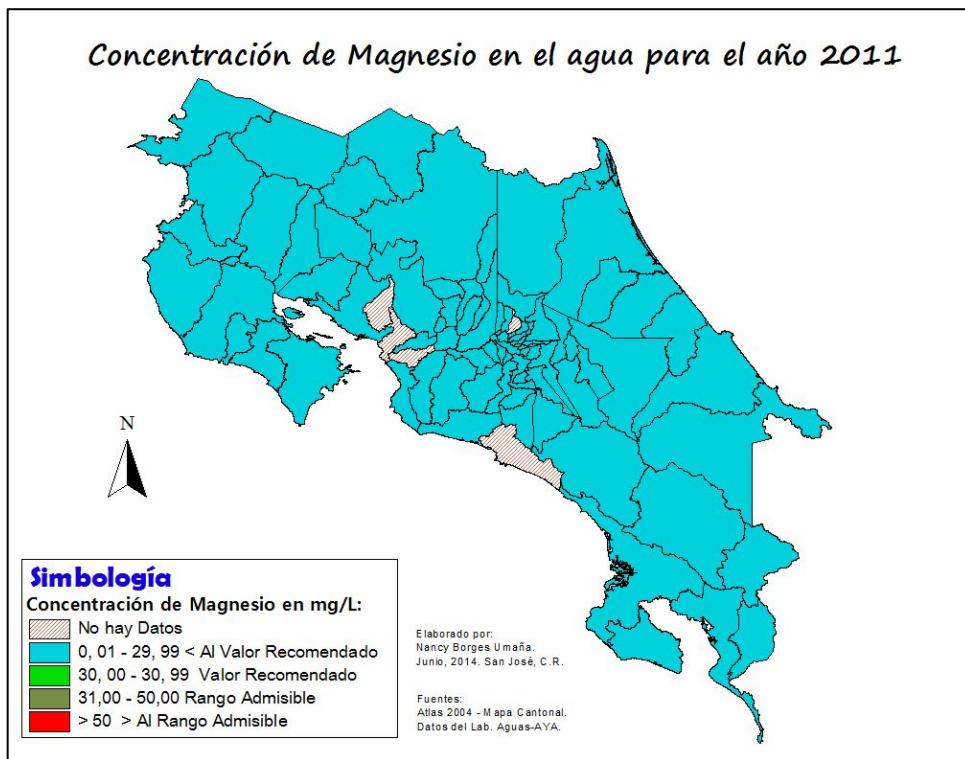 Concentración de Magnesio en el agua para el año 2011
N
Simbología
Concentración de Magnesio en mg/L:
No hay Datos
0, 01 - 29, 99 < Al Valor Recomendado
30, 00 - 30, 99 Valor Recomendado
31,00 - 50,00 Rango Admisible
> 50 > Al Rango Admisible
Elaborado por:
Nancy Borges Umaña.
Junio, 2014. San José, C.R.
Fuentes:
Atlas 2004 - Mapa Cantonal.
Datos del Lab. Aguas-AYA.